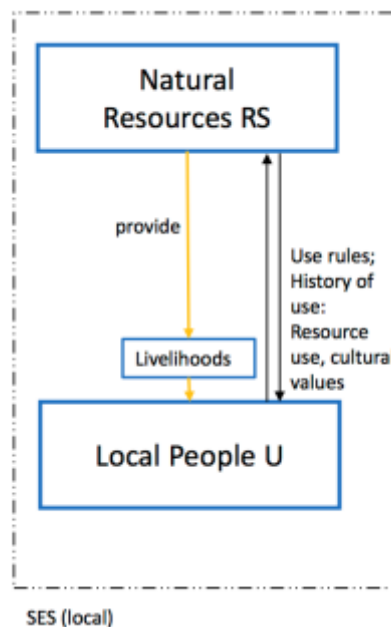 Natural
Resources RS
provide
Use rules;
History of
use:
Resource
use, cultural
values
Livelihoods
Local People U
SES (local)